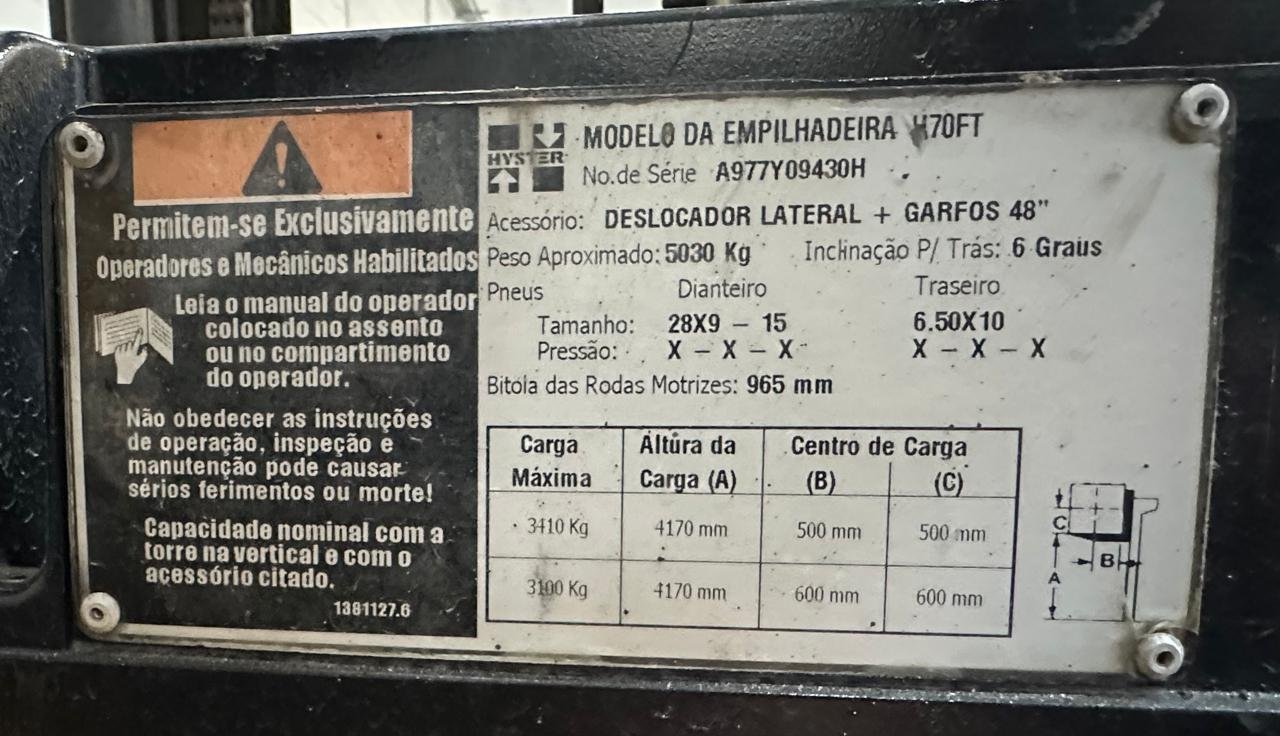 Permitem-se Exclusivamente
Operadores e Mecânicos Habilitados
Leia o manual do operador
colocado no assento
ou no compartimento
do operador.
Não obedecer as instruções
de operação, inspeção e
manutenção pode causar
sérios ferimentos ou morte!
Capacidade nominal com a
torre na vertical e com o
acessório citado.
1381127.6
HYSTER
MODELO DA EMPILHADEIRA H70FT
No.de Série A977Y09430H
Acessório: DESLOCADOR LATERAL + GARFOS 48"
Peso Aproximado: 5030 Kg Inclinação P/ Trás: 6 Graus
Pneus Dianteiro Traseiro
Tamanho: 28X9 – 15 6.50X10
Pressão: X – X – X X – X – X
Bitola das Rodas Motrizes: 965 mm
Carga Altura da Centro de Carga
Máxima Carga (A) (B) (C)
3410 Kg 4170 mm 500 mm 500 mm
3100 Kg 4170 mm 600 mm 600 mm
C
B
A